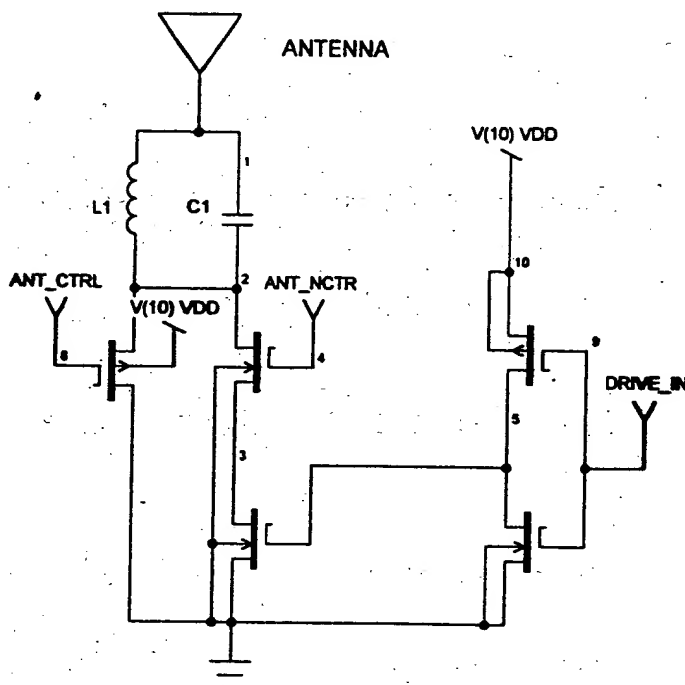 ANTENNA
V(10) VDD
1
L1
C1
10
2
ANT_CTRL
ANT_NCTR
V(10) VDD
9
8
4
DRIVE_IN
5
3